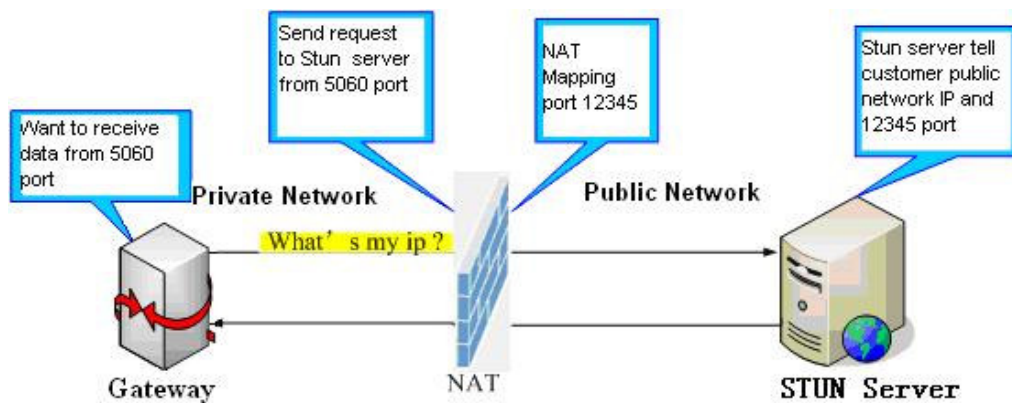 Send request
to Stun server
from 5060 port
NAT
Mapping
port 12345
Stun server tell
customer public
network IP and
12345 port
Want to receive
data from 5060
port
Private Network
Public Network
What's my ip ?
Gateway
NAT
STUN Server